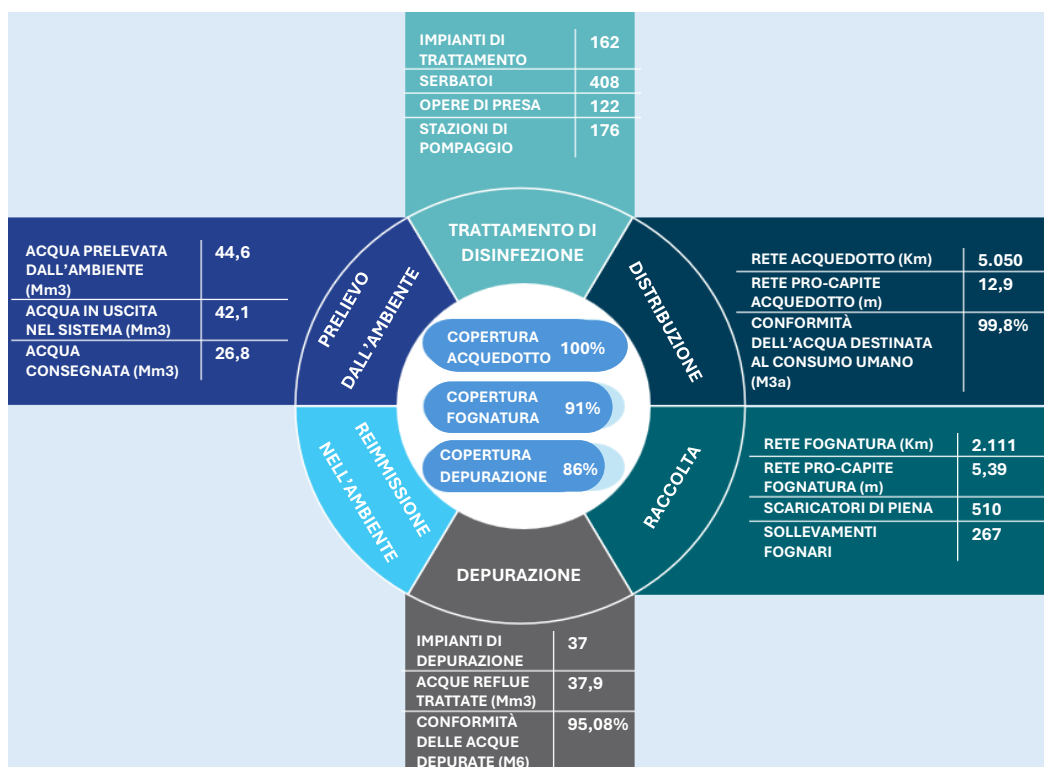 IMPIANTI DI
TRATTAMENTO
162
SERBATOI
408
OPERE DI PRESA
122
STAZIONI DI
POMPAGGIO
176
TRATTAMENTO DI
DISINFEZIONE
ACQUA PRELEVATA
DALL'AMBIENTE
(Mm3)
44,6
ACQUA IN USCITA
NEL SISTEMA (Mm3)
42,1
ACQUA
CONSEGNATA (Mm3)
26,8
PRELIEVO
DALL'AMBIENTE
DISTRIBUZIONE
RETE ACQUEDOTTO (Km)
5.050
RETE PRO-CAPITE
ACQUEDOTTO (m)
12,9
CONFORMITÀ
DELL'ACQUA DESTINATA
AL CONSUMO UMANO
(M3a)
99,8%
COPERTURA
ACQUEDOTTO
100%
COPERTURA
FOGNATURA
91%
COPERTURA
DEPURAZIONE
86%
REIMMISSIONE
NELL'AMBIENTE
RACCOLTA
RETE FOGNATURA (Km)
2.111
RETE PRO-CAPITE
FOGNATURA (m)
5,39
SCARICATORI DI PIENA
510
SOLLEVAMENTI
FOGNARI
267
DEPURAZIONE
IMPIANTI DI
DEPURAZIONE
37
ACQUE REFLUE
TRATTATE (Mm3)
37,9
CONFORMITÀ
DELLE ACQUE
DEPURATE (M6)
95,08%